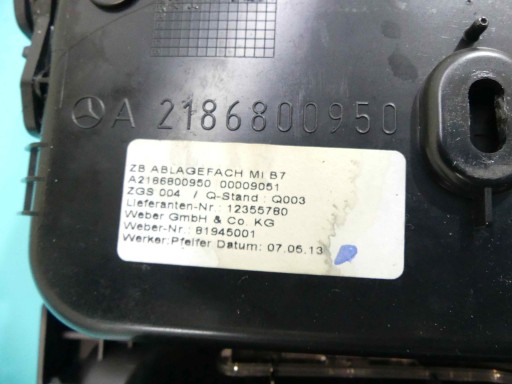 A 2186800950
ZB ABLAGEFACH Mi B7
A2186800950 00009051
ZGS 004 / Q-Stand : Q003
Lieferanten-Nr : 12355780
Weber GmbH & Co. KG
Weber-Nr.: 81945001
Werker:Pfeifer Datum: 07.05.13